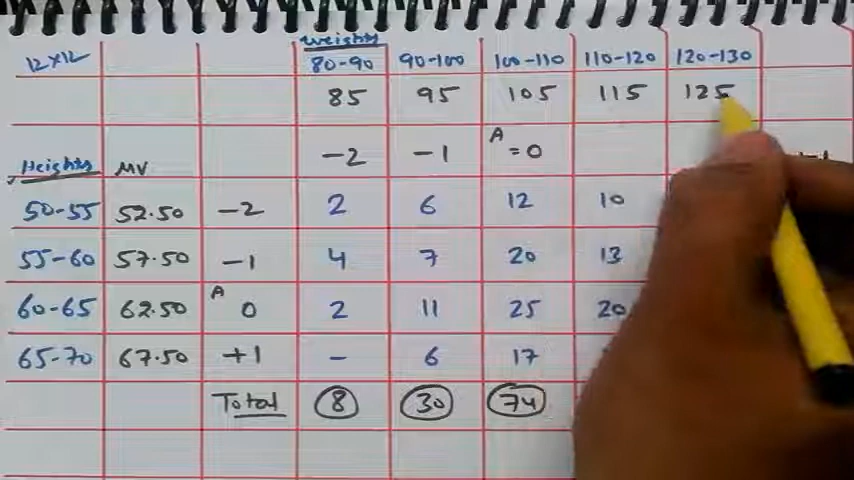 Weights
12x12 80-90 90-100 100-110 110-120 120-130
85 95 105 115 125
Heights MV -2 -1 A = 0
50-55 52.50 -2 2 6 12 10
55-60 57.50 -1 4 7 20 13
60-65 62.50 A 0 2 11 25 20
65-70 67.50 +1 - 6 17
Total 8 30 74